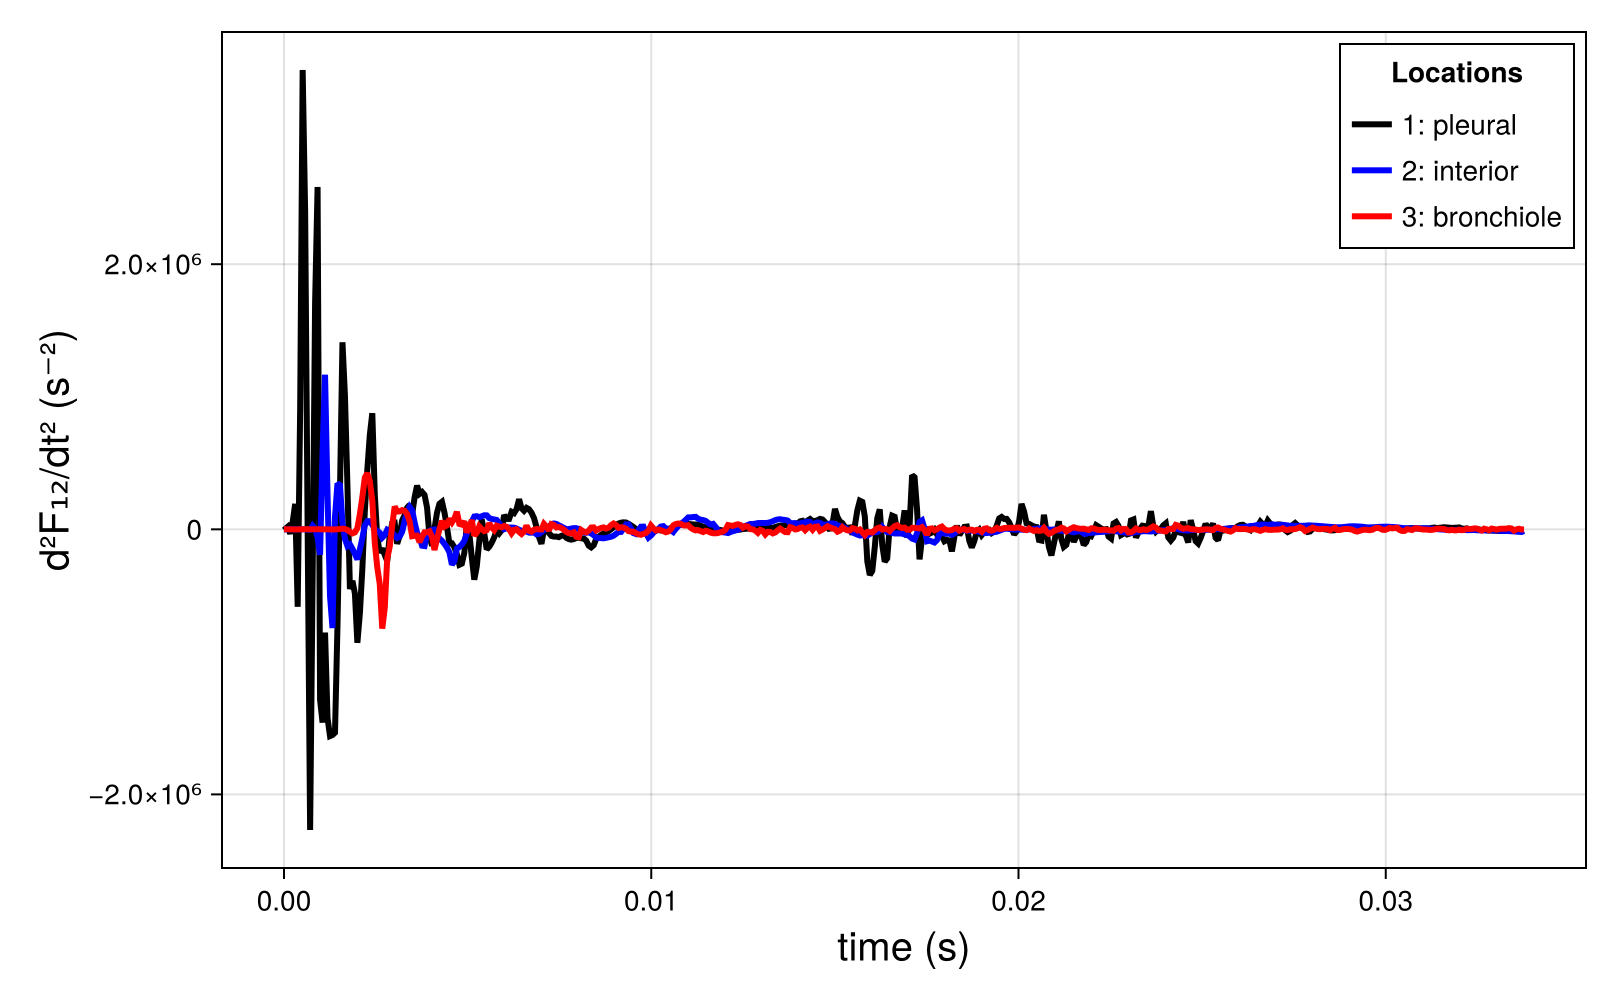 Locations
1: pleural
2: interior
3: bronchiole
2.0×10⁶
0
−2.0×10⁶
d²F₁₂/dt² (s⁻²)
0.00 0.01 0.02 0.03
time (s)